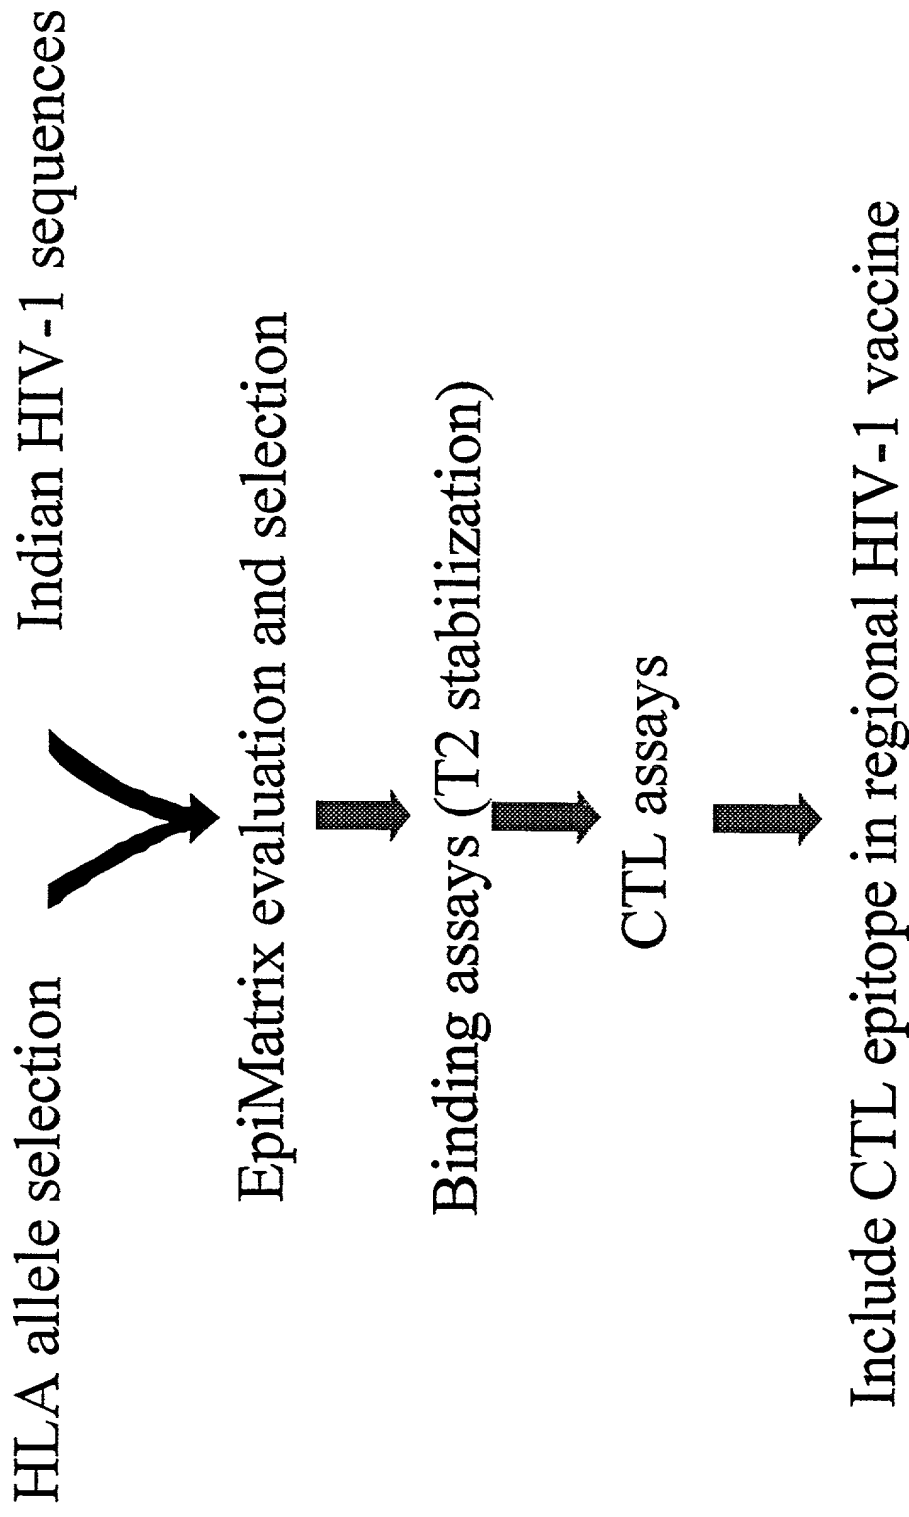 HLA allele selection
Indian HIV-1 sequences
EpiMatrix evaluation and selection
Binding assays (T2 stabilization)
CTL assays
Include CTL epitope in regional HIV-1 vaccine